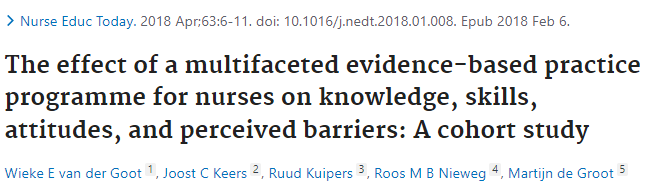 > Nurse Educ Today. 2018 Apr;63:6-11. doi: 10.1016/j.nedt.2018.01.008. Epub 2018 Feb 6.
The effect of a multifaceted evidence-based practice
programme for nurses on knowledge, skills,
attitudes, and perceived barriers: A cohort study
Wieke E van der Goot 1, Joost C Keers 2, Ruud Kuipers 3, Roos M B Nieweg 4, Martijn de Groot 5